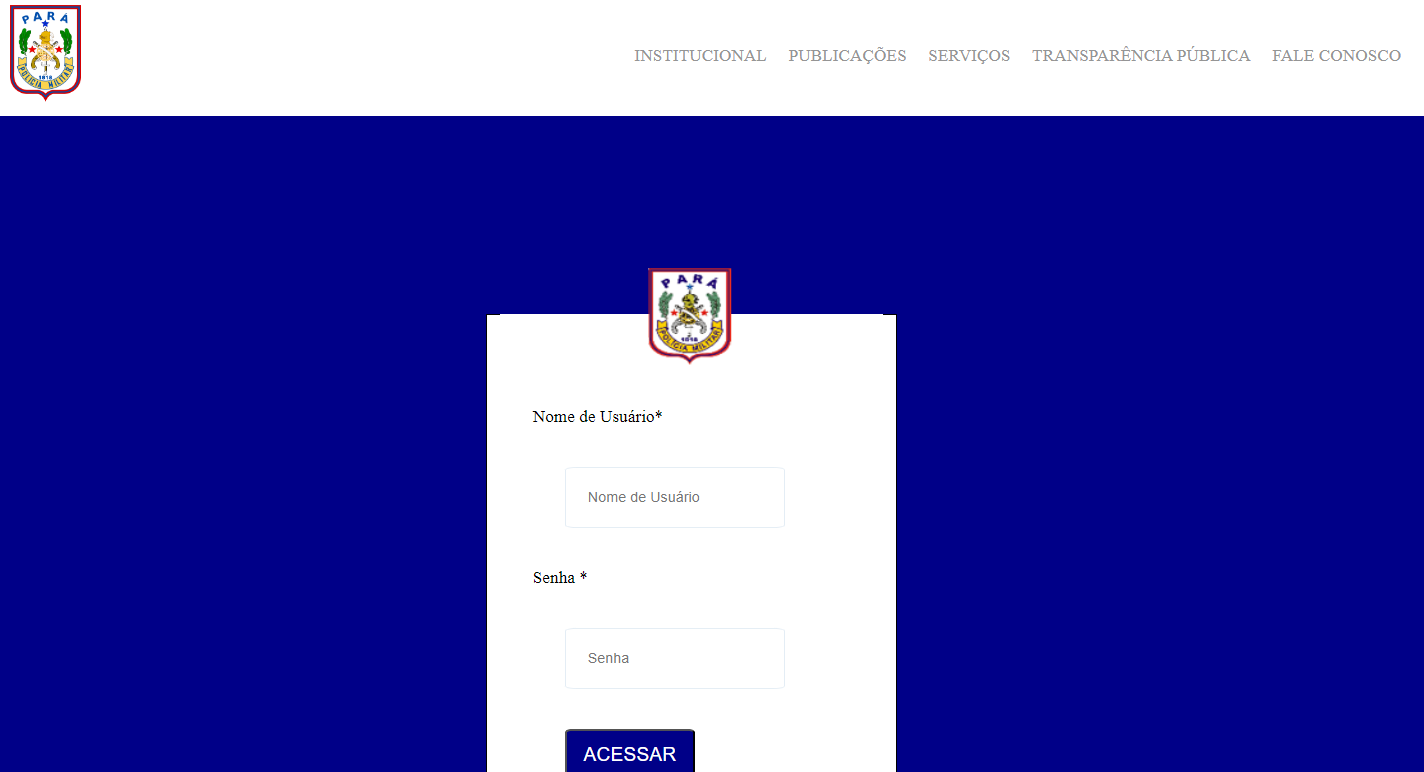 PARÁ
POLÍCIA MILITAR
1818
INSTITUCIONAL PUBLICAÇÕES SERVIÇOS TRANSPARÊNCIA PÚBLICA FALE CONOSCO
PARÁ
POLÍCIA MILITAR
1818
Nome de Usuário*
Nome de Usuário
Senha *
Senha
ACESSAR